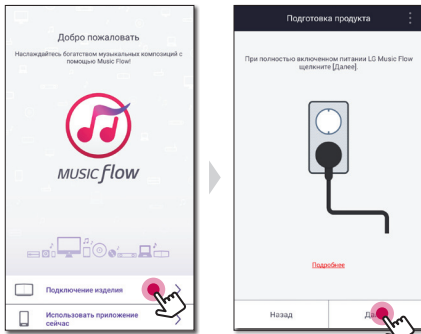 Добро пожаловать
Наслаждайтесь богатством музыкальных композиций с
помощью Music Flow!
MUSIC flow
Подключение изделия
Использовать приложение
сейчас
Подготовка продукта
При полностью включенном питании LG Music Flow
щелкните [Далее].
Подробнее
Назад